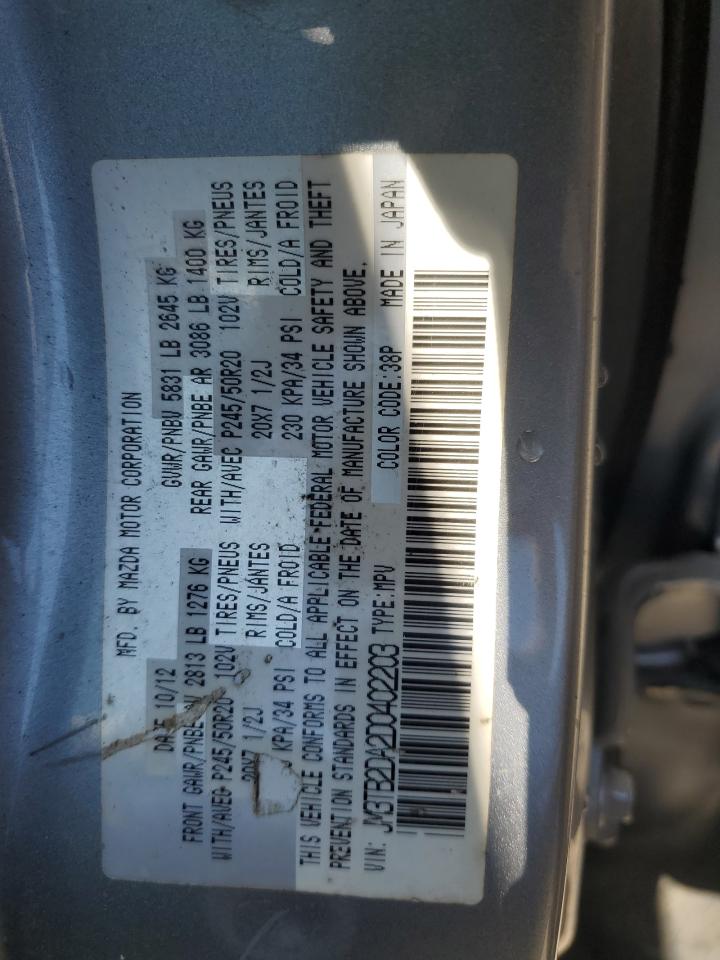 MFD. BY MAZDA MOTOR CORPORATION
DATE 10/12 GVWR/PNBV 5831 LB 2645 KG
FRONT GAWR/PNBE AV 2813 LB 1276 KG REAR GAWR/PNBE AR 3086 LB 1400 KG
WITH/AVEC P245/50R20 102V TIRES/PNEUS WITH/AVEC P245/50R20 102V TIRES/PNEUS
20X7 1/2J RIMS/JANTES 20X7 1/2J RIMS/JANTES
KPA/34 PSI COLD/A FROID 230 KPA/34 PSI COLD/A FROID
THIS VEHICLE CONFORMS TO ALL APPLICABLE FEDERAL MOTOR VEHICLE SAFETY AND THEFT
PREVENTION STANDARDS IN EFFECT ON THE DATE OF MANUFACTURE SHOWN ABOVE.
VIN: JM3TB2DA2D0402203 TYPE:MPV COLOR CODE:38P MADE IN JAPAN